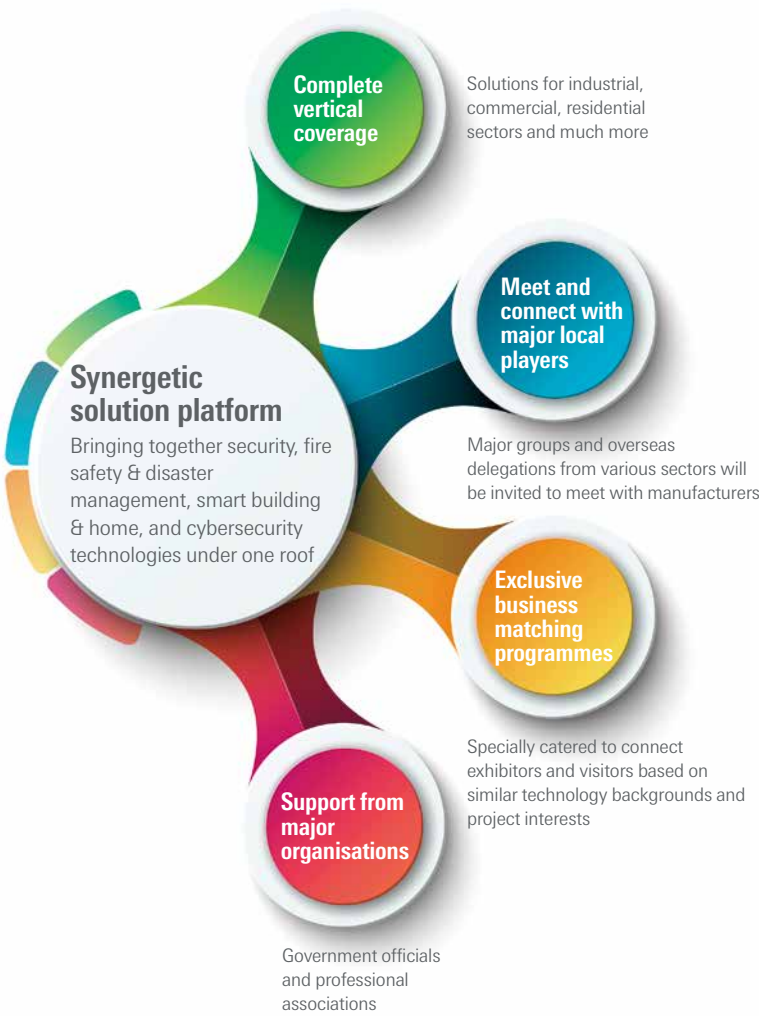 Complete
vertical
coverage
Solutions for industrial,
commercial, residential
sectors and much more
Meet and
connect with
major local
players
Major groups and overseas
delegations from various sectors will
be invited to meet with manufacturers
Synergetic
solution platform
Bringing together security, fire
safety & disaster
management, smart building
& home, and cybersecurity
technologies under one roof
Exclusive
business
matching
programmes
Specially catered to connect
exhibitors and visitors based on
similar technology backgrounds and
project interests
Support from
major
organisations
Government officials
and professional
associations